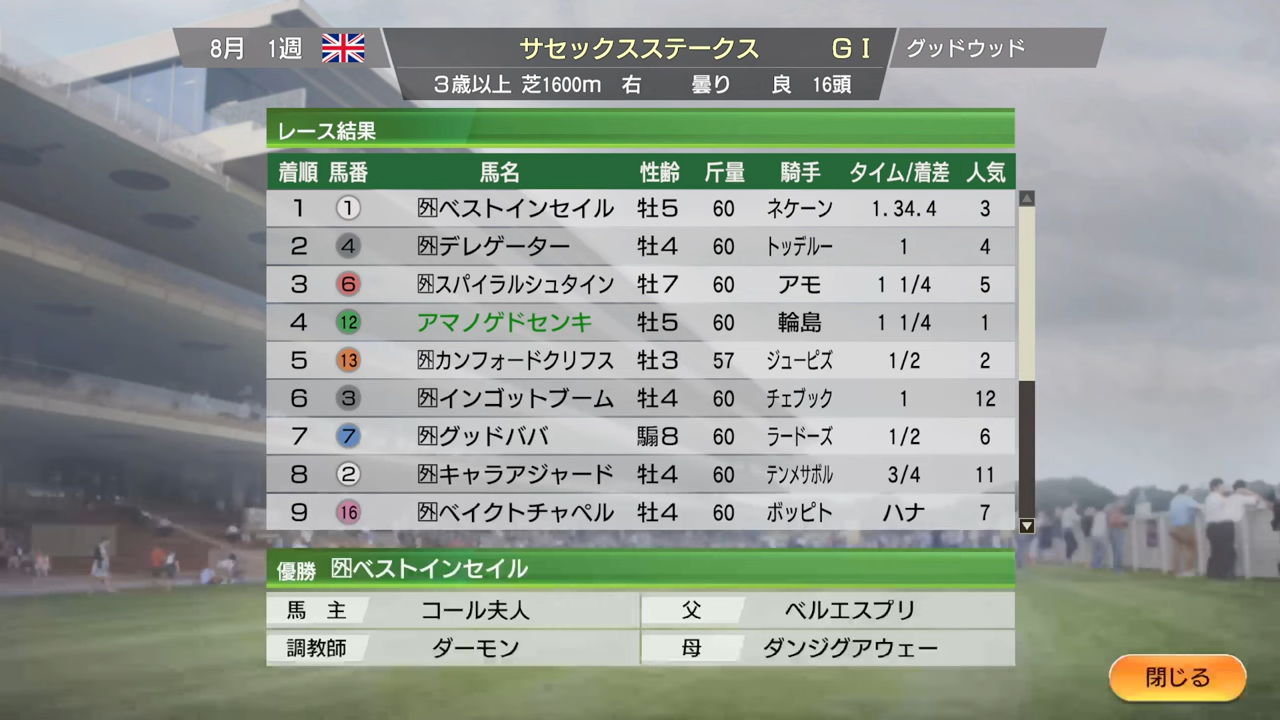 8月 1週 サセックスステークス GⅠ グッドウッド
3歳以上 芝1600m 右 曇り 良 16頭
レース結果
着順 馬番 馬名 性齢 斤量 騎手 タイム/着差 人気
1 1 外ベストインセイル 牡5 60 ネケーン 1.34.4 3
2 4 外デレゲーター 牡4 60 トッデルー 1 4
3 6 外スパイラルシュタイン 牡7 60 アモ 1 1/4 5
4 12 アマノゲドセンキ 牡5 60 輪島 1 1/4 1
5 13 外カンフォードクリフス 牡3 57 ジューピズ 1/2 2
6 3 外インゴットブーム 牡4 60 チェブック 1 12
7 7 外グッドババ 騸8 60 ラードーズ 1/2 6
8 2 外キャラアジャード 牡4 60 テンメサボル 3/4 11
9 16 外ベイクトチャペル 牡4 60 ボッピト ハナ 7
優勝 外ベストインセイル
馬主 コール夫人 父 ベルエスプリ
調教師 ダーモン 母 ダンジグアウェー
閉じる